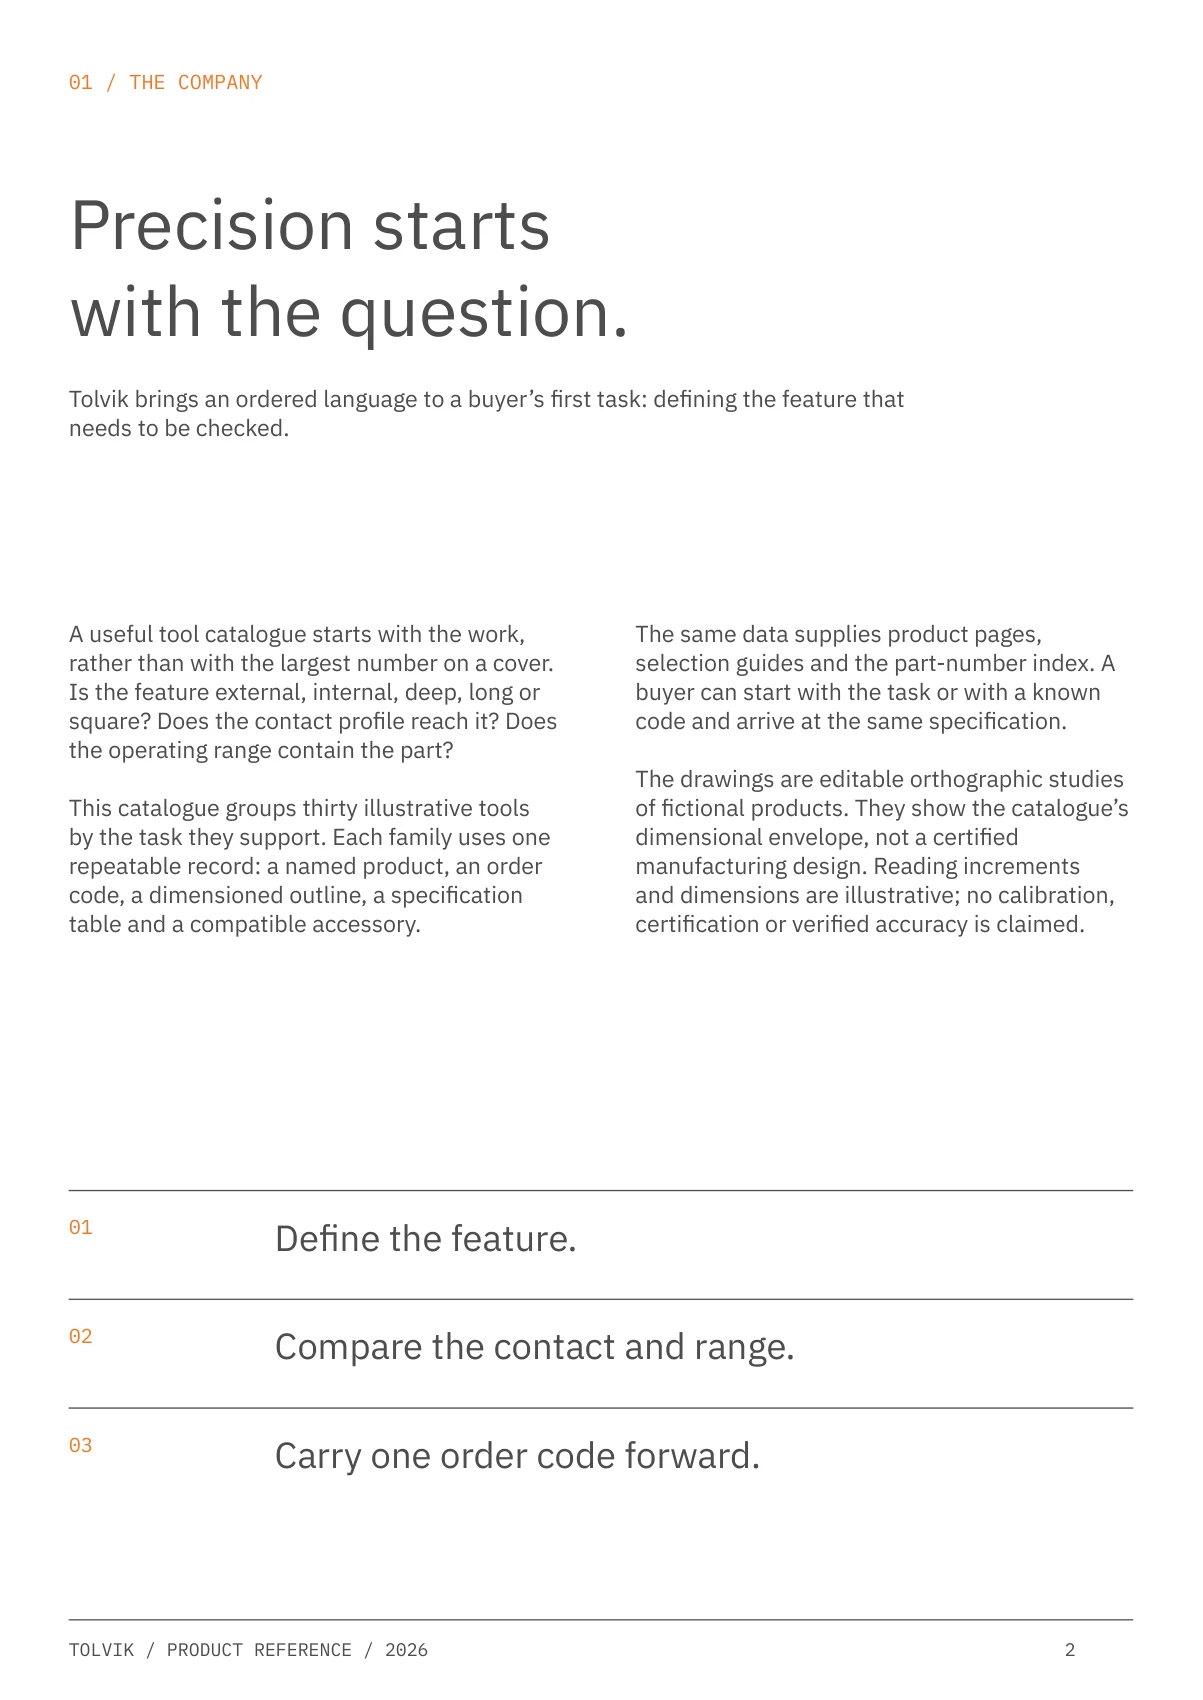 01 / THE COMPANY
Precision starts
with the question.
Tolvik brings an ordered language to a buyer’s first task: defining the feature that
needs to be checked.
A useful tool catalogue starts with the work,
rather than with the largest number on a cover.
Is the feature external, internal, deep, long or
square? Does the contact profile reach it? Does
the operating range contain the part?
This catalogue groups thirty illustrative tools
by the task they support. Each family uses one
repeatable record: a named product, an order
code, a dimensioned outline, a specification
table and a compatible accessory.
The same data supplies product pages,
selection guides and the part-number index. A
buyer can start with the task or with a known
code and arrive at the same specification.
The drawings are editable orthographic studies
of fictional products. They show the catalogue’s
dimensional envelope, not a certified
manufacturing design. Reading increments
and dimensions are illustrative; no calibration,
certification or verified accuracy is claimed.
01
Define the feature.
02
Compare the contact and range.
03
Carry one order code forward.
TOLVIK / PRODUCT REFERENCE / 2026
2